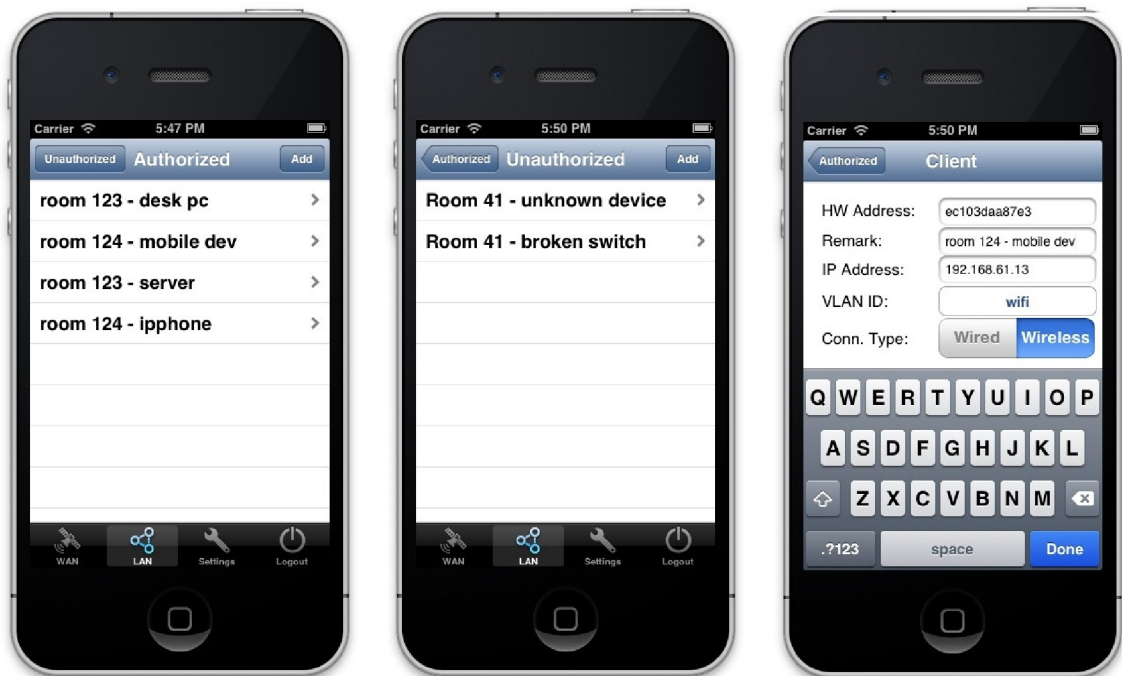 Carrier 5:47 PM
Unauthorized Authorized Add
room 123 - desk pc
room 124 - mobile dev
room 123 - server
room 124 - ipphone
WAN LAN Settings Logout
Carrier 5:50 PM
Authorized Unauthorized Add
Room 41 - unknown device
Room 41 - broken switch
WAN LAN Settings Logout
Carrier 5:50 PM
Authorized Client
HW Address: ec103daa87e3
Remark: room 124 - mobile dev
IP Address: 192.168.61.13
VLAN ID: wifi
Conn. Type: Wired Wireless
Q W E R T Y U I O P
A S D F G H J K L
Z X C V B N M
.?123 space Done